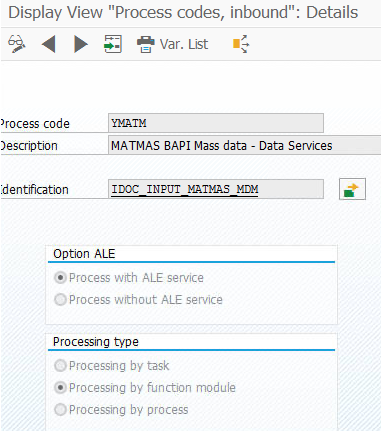 Display View "Process codes, inbound": Details
Var. List
Process code YMATM
Description MATMAS BAPI Mass data - Data Services
Identification IDOC_INPUT_MATMAS_MDM
Option ALE
Process with ALE service
Process without ALE service
Processing type
Processing by task
Processing by function module
Processing by process